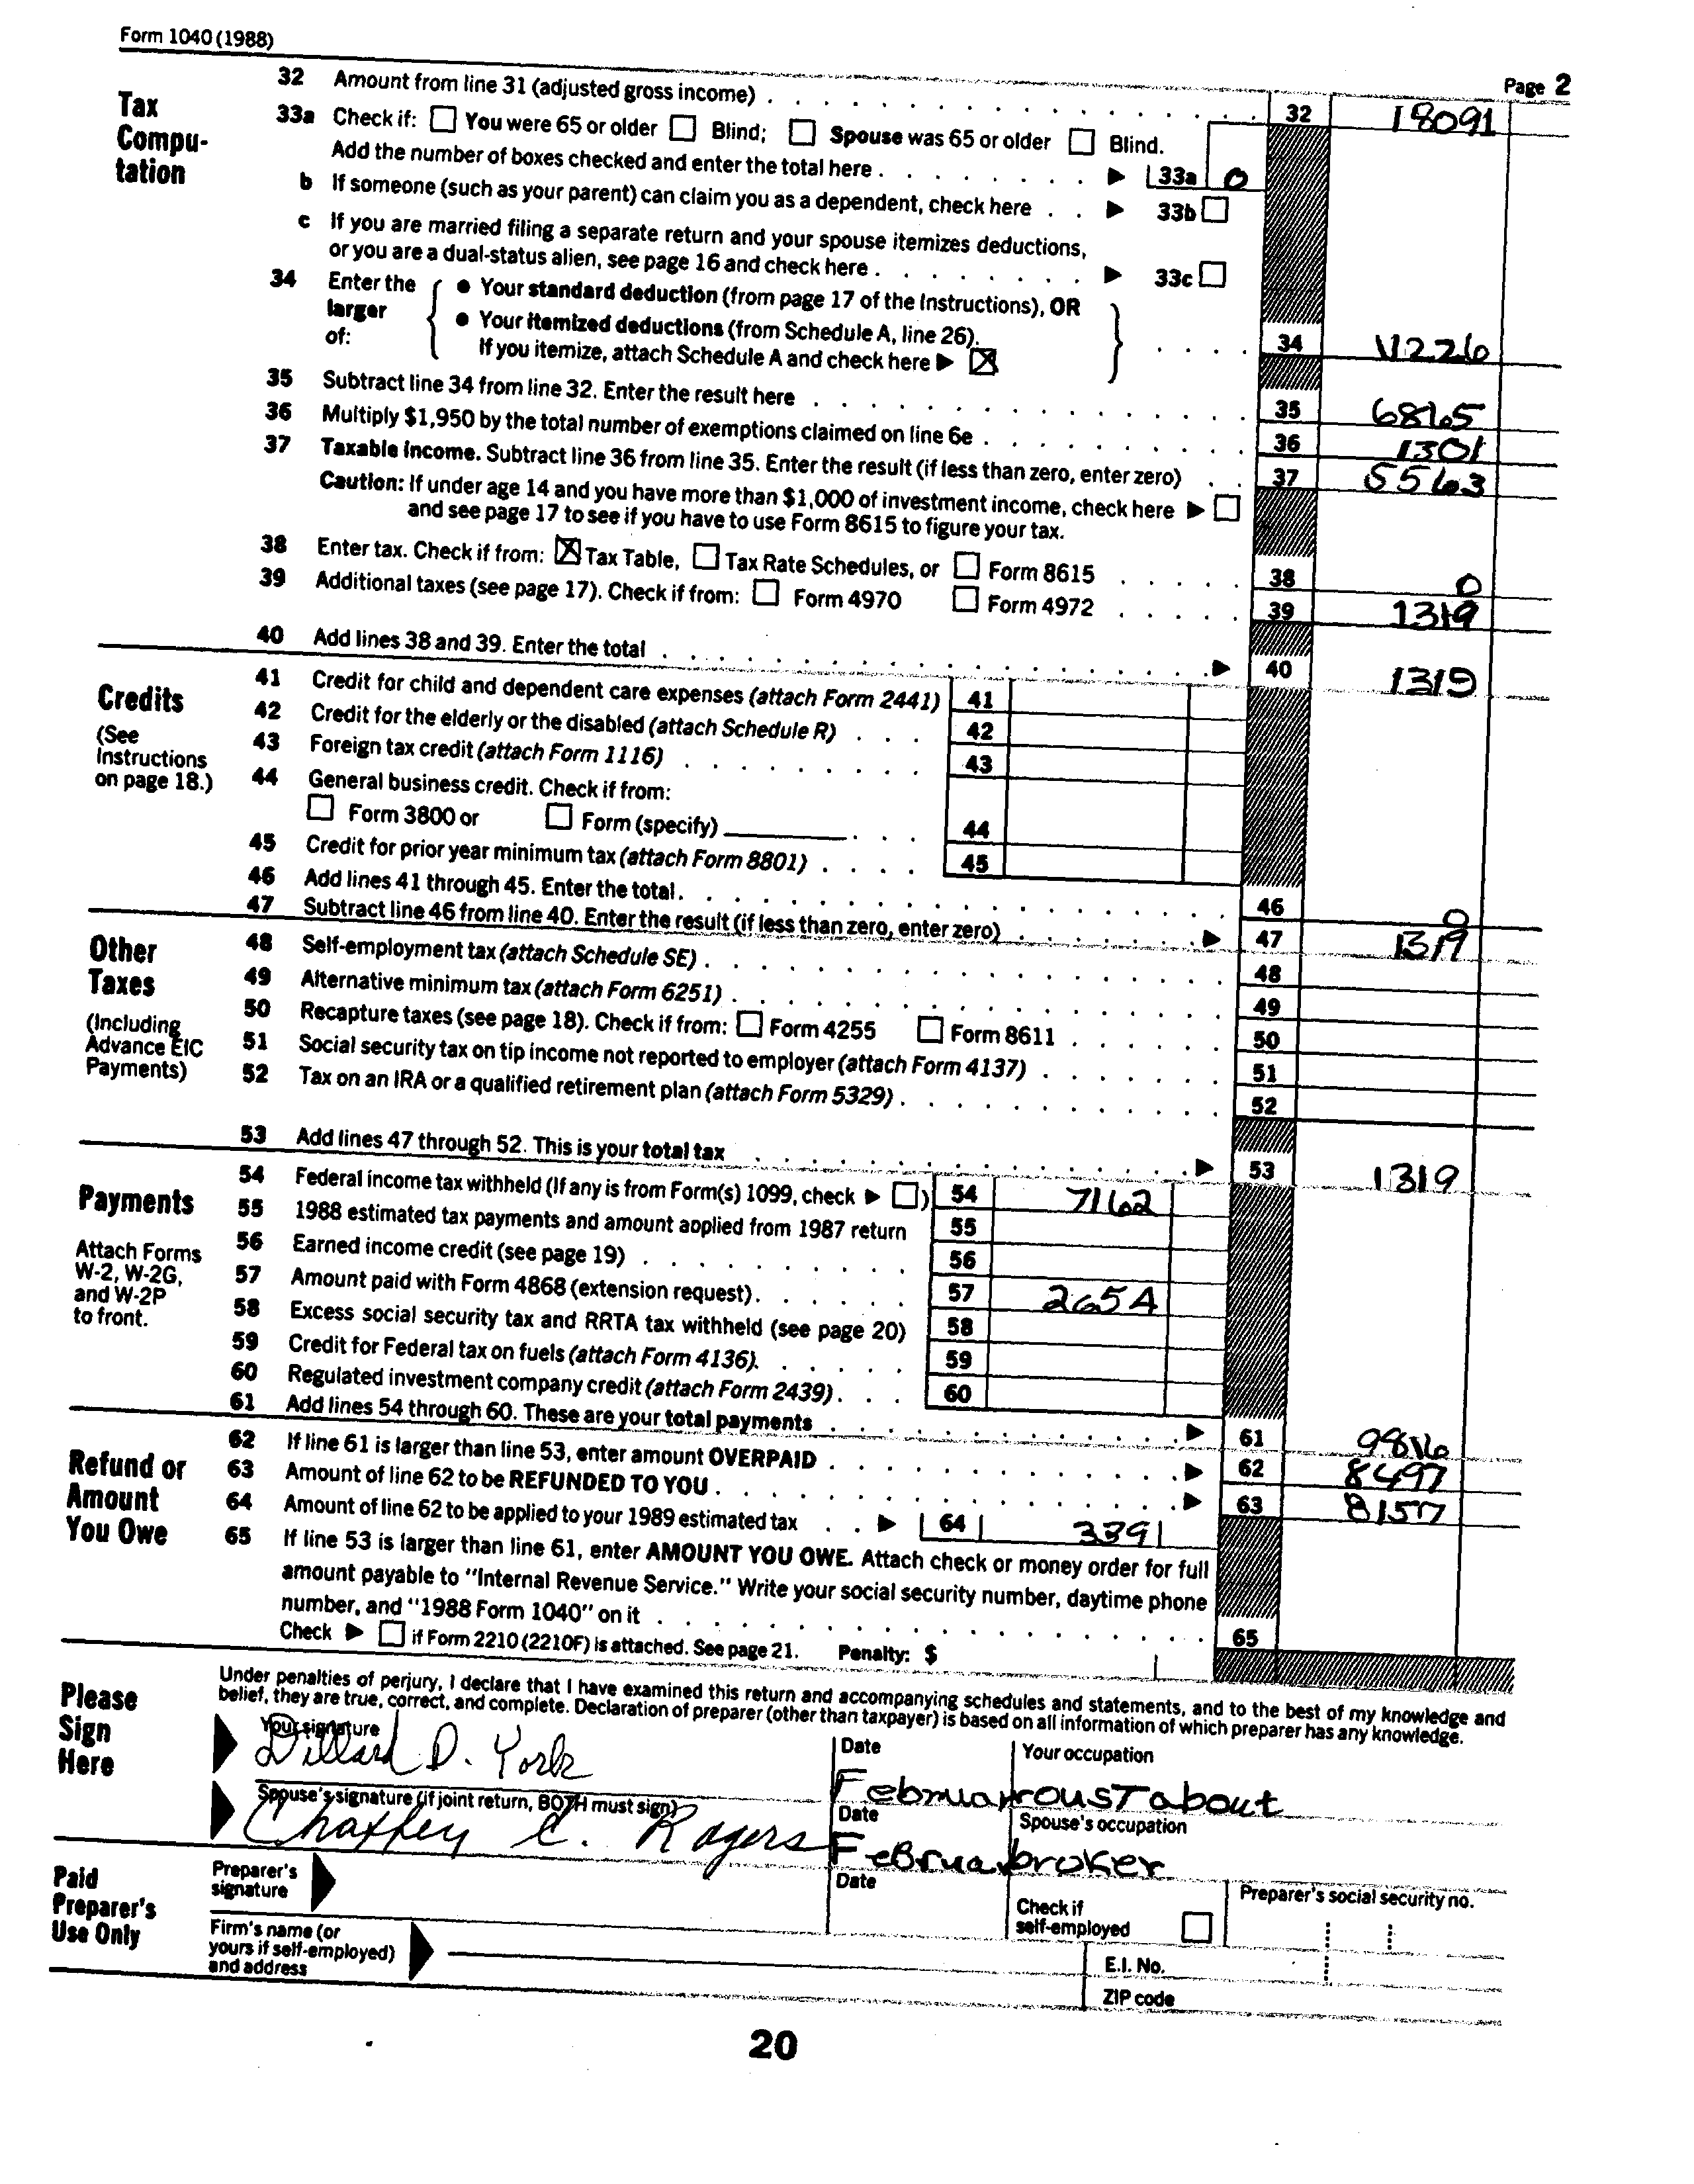 Form 1040 (1988)
Page 2
Tax Compu-tation
32 Amount from line 31 (adjusted gross income) . . . 32 18091
33a Check if: You were 65 or older Blind; Spouse was 65 or older Blind.
Add the number of boxes checked and enter the total here . . . 33a 0
b If someone (such as your parent) can claim you as a dependent, check here . . 33b
c If you are married filing a separate return and your spouse itemizes deductions,
or you are a dual-status alien, see page 16 and check here . . . 33c
34 Enter the larger of:
• Your standard deduction (from page 17 of the Instructions), OR
• Your itemized deductions (from Schedule A, line 26).
If you itemize, attach Schedule A and check here ☒ . . . 34 11226
35 Subtract line 34 from line 32. Enter the result here . . . 35 6865
36 Multiply $1,950 by the total number of exemptions claimed on line 6e . . . 36 1301
37 Taxable income. Subtract line 36 from line 35. Enter the result (if less than zero, enter zero) . . 37 5563
Caution: If under age 14 and you have more than $1,000 of investment income, check here
and see page 17 to see if you have to use Form 8615 to figure your tax.
38 Enter tax. Check if from: ☒ Tax Table, Tax Rate Schedules, or Form 8615 . . . 38 0
39 Additional taxes (see page 17). Check if from: Form 4970 Form 4972 . . . 39 1319
40 Add lines 38 and 39. Enter the total . . . 40 1319
Credits
(See Instructions on page 18.)
41 Credit for child and dependent care expenses (attach Form 2441) 41
42 Credit for the elderly or the disabled (attach Schedule R) . . . 42
43 Foreign tax credit (attach Form 1116) . . . 43
44 General business credit. Check if from:
Form 3800 or Form (specify) . . . 44
45 Credit for prior year minimum tax (attach Form 8801) . . . 45
46 Add lines 41 through 45. Enter the total . . . 46 0
47 Subtract line 46 from line 40. Enter the result (if less than zero, enter zero) . . . 47 1319
Other Taxes
(Including Advance EIC Payments)
48 Self-employment tax (attach Schedule SE) . . . 48
49 Alternative minimum tax (attach Form 6251) . . . 49
50 Recapture taxes (see page 18). Check if from: Form 4255 Form 8611 . . . 50
51 Social security tax on tip income not reported to employer (attach Form 4137) . . . 51
52 Tax on an IRA or a qualified retirement plan (attach Form 5329) . . . 52
53 Add lines 47 through 52. This is your total tax . . . 53 1319
Payments
Attach Forms W-2, W-2G, and W-2P to front.
54 Federal income tax withheld (If any is from Form(s) 1099, check ) 54 7162
55 1988 estimated tax payments and amount applied from 1987 return 55
56 Earned income credit (see page 19) . . . 56
57 Amount paid with Form 4868 (extension request) . . . 57 2654
58 Excess social security tax and RRTA tax withheld (see page 20) 58
59 Credit for Federal tax on fuels (attach Form 4136). . . . 59
60 Regulated investment company credit (attach Form 2439) . . . 60
61 Add lines 54 through 60. These are your total payments . . . 61 9816
Refund or Amount You Owe
62 If line 61 is larger than line 53, enter amount OVERPAID . . . 62 8497
63 Amount of line 62 to be REFUNDED TO YOU . . . 63 8157
64 Amount of line 62 to be applied to your 1989 estimated tax . . 64 3391
65 If line 53 is larger than line 61, enter AMOUNT YOU OWE. Attach check or money order for full
amount payable to "Internal Revenue Service." Write your social security number, daytime phone
number, and "1988 Form 1040" on it . . . 65
Check if Form 2210 (2210F) is attached. See page 21. Penalty: $
Please Sign Here
Under penalties of perjury, I declare that I have examined this return and accompanying schedules and statements, and to the best of my knowledge and
belief, they are true, correct, and complete. Declaration of preparer (other than taxpayer) is based on all information of which preparer has any knowledge.
Your signature Date Your occupation
Dillard D. York Februar roustabout
Spouse's signature (if joint return, BOTH must sign) Date Spouse's occupation
Chaffey C. Rogers Februar broker
Paid Preparer's Use Only
Preparer's signature Date Check if self-employed Preparer's social security no.
Firm's name (or yours if self-employed) and address
E.I. No.
ZIP code
20